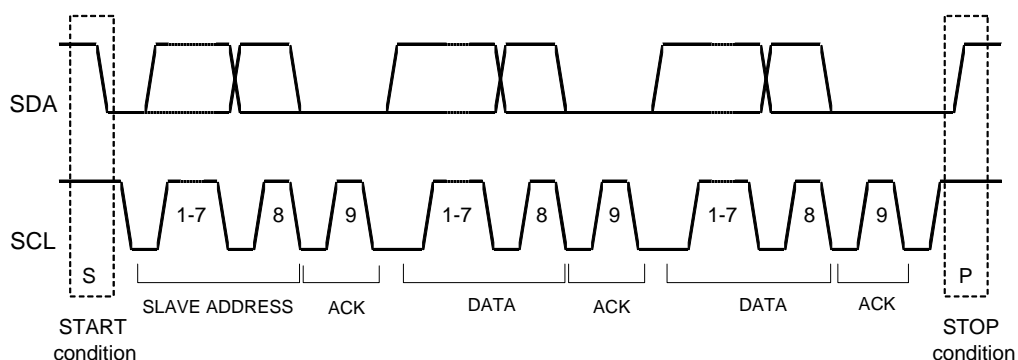 SDA
1-7 8 9 1-7 8 9 1-7 8 9
SCL
S P
SLAVE ADDRESS ACK DATA ACK DATA ACK
START
condition
STOP
condition